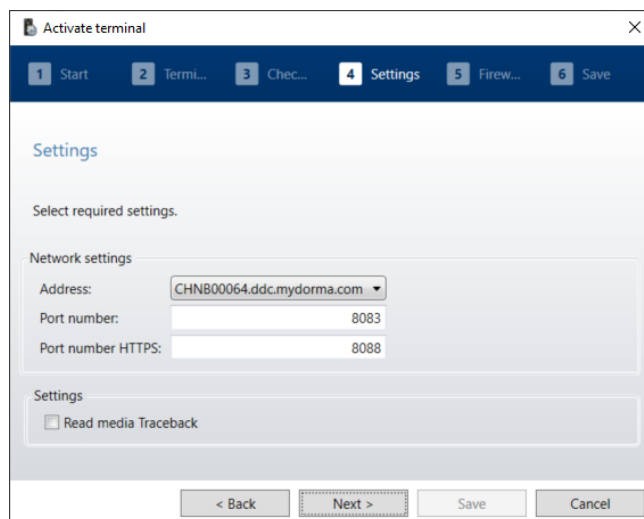 Activate terminal
1 Start 2 Termi... 3 Chec... 4 Settings 5 Firew... 6 Save
Settings
Select required settings.
Network settings
Address: CHNB00064.ddc.mydorma.com
Port number: 8083
Port number HTTPS: 8088
Settings
Read media Traceback
< Back Next > Save Cancel